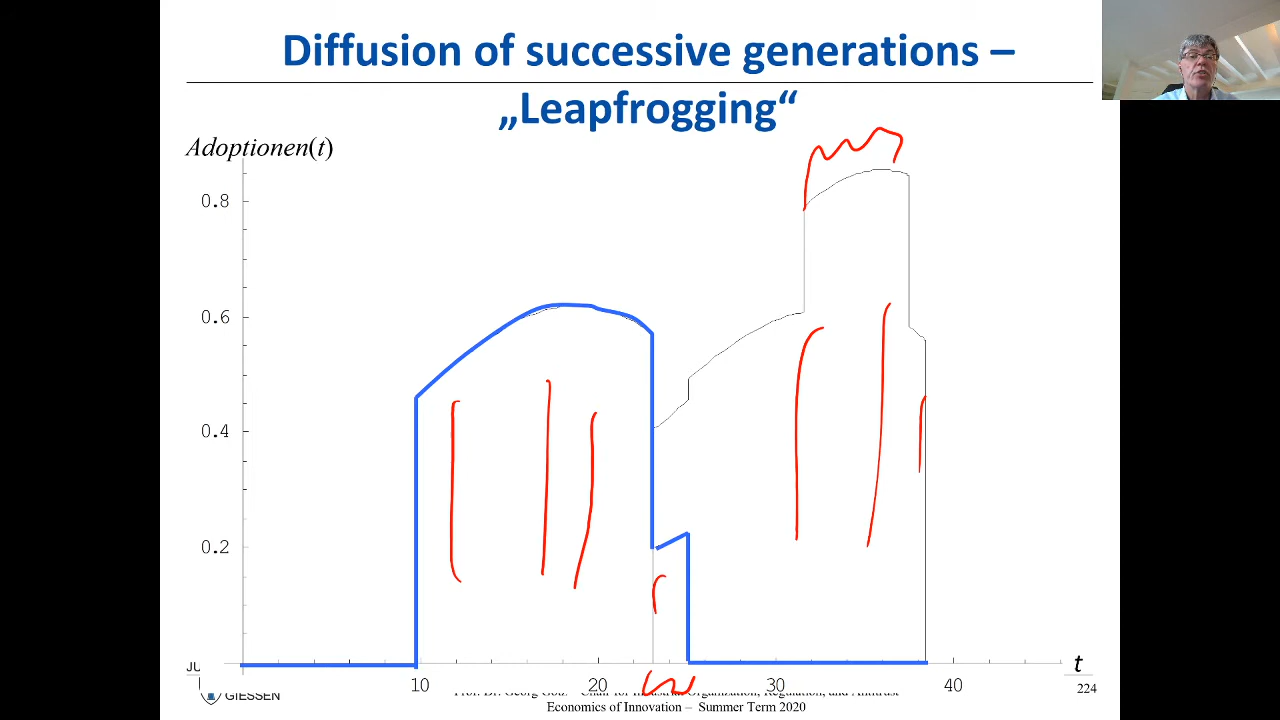 Diffusion of successive generations –
„Leapfrogging“
Adoptionen(t)
0.8
0.6
0.4
0.2
t
10
20
30
40
JU
GIESSEN
224
Economics of Innovation – Summer Term 2020